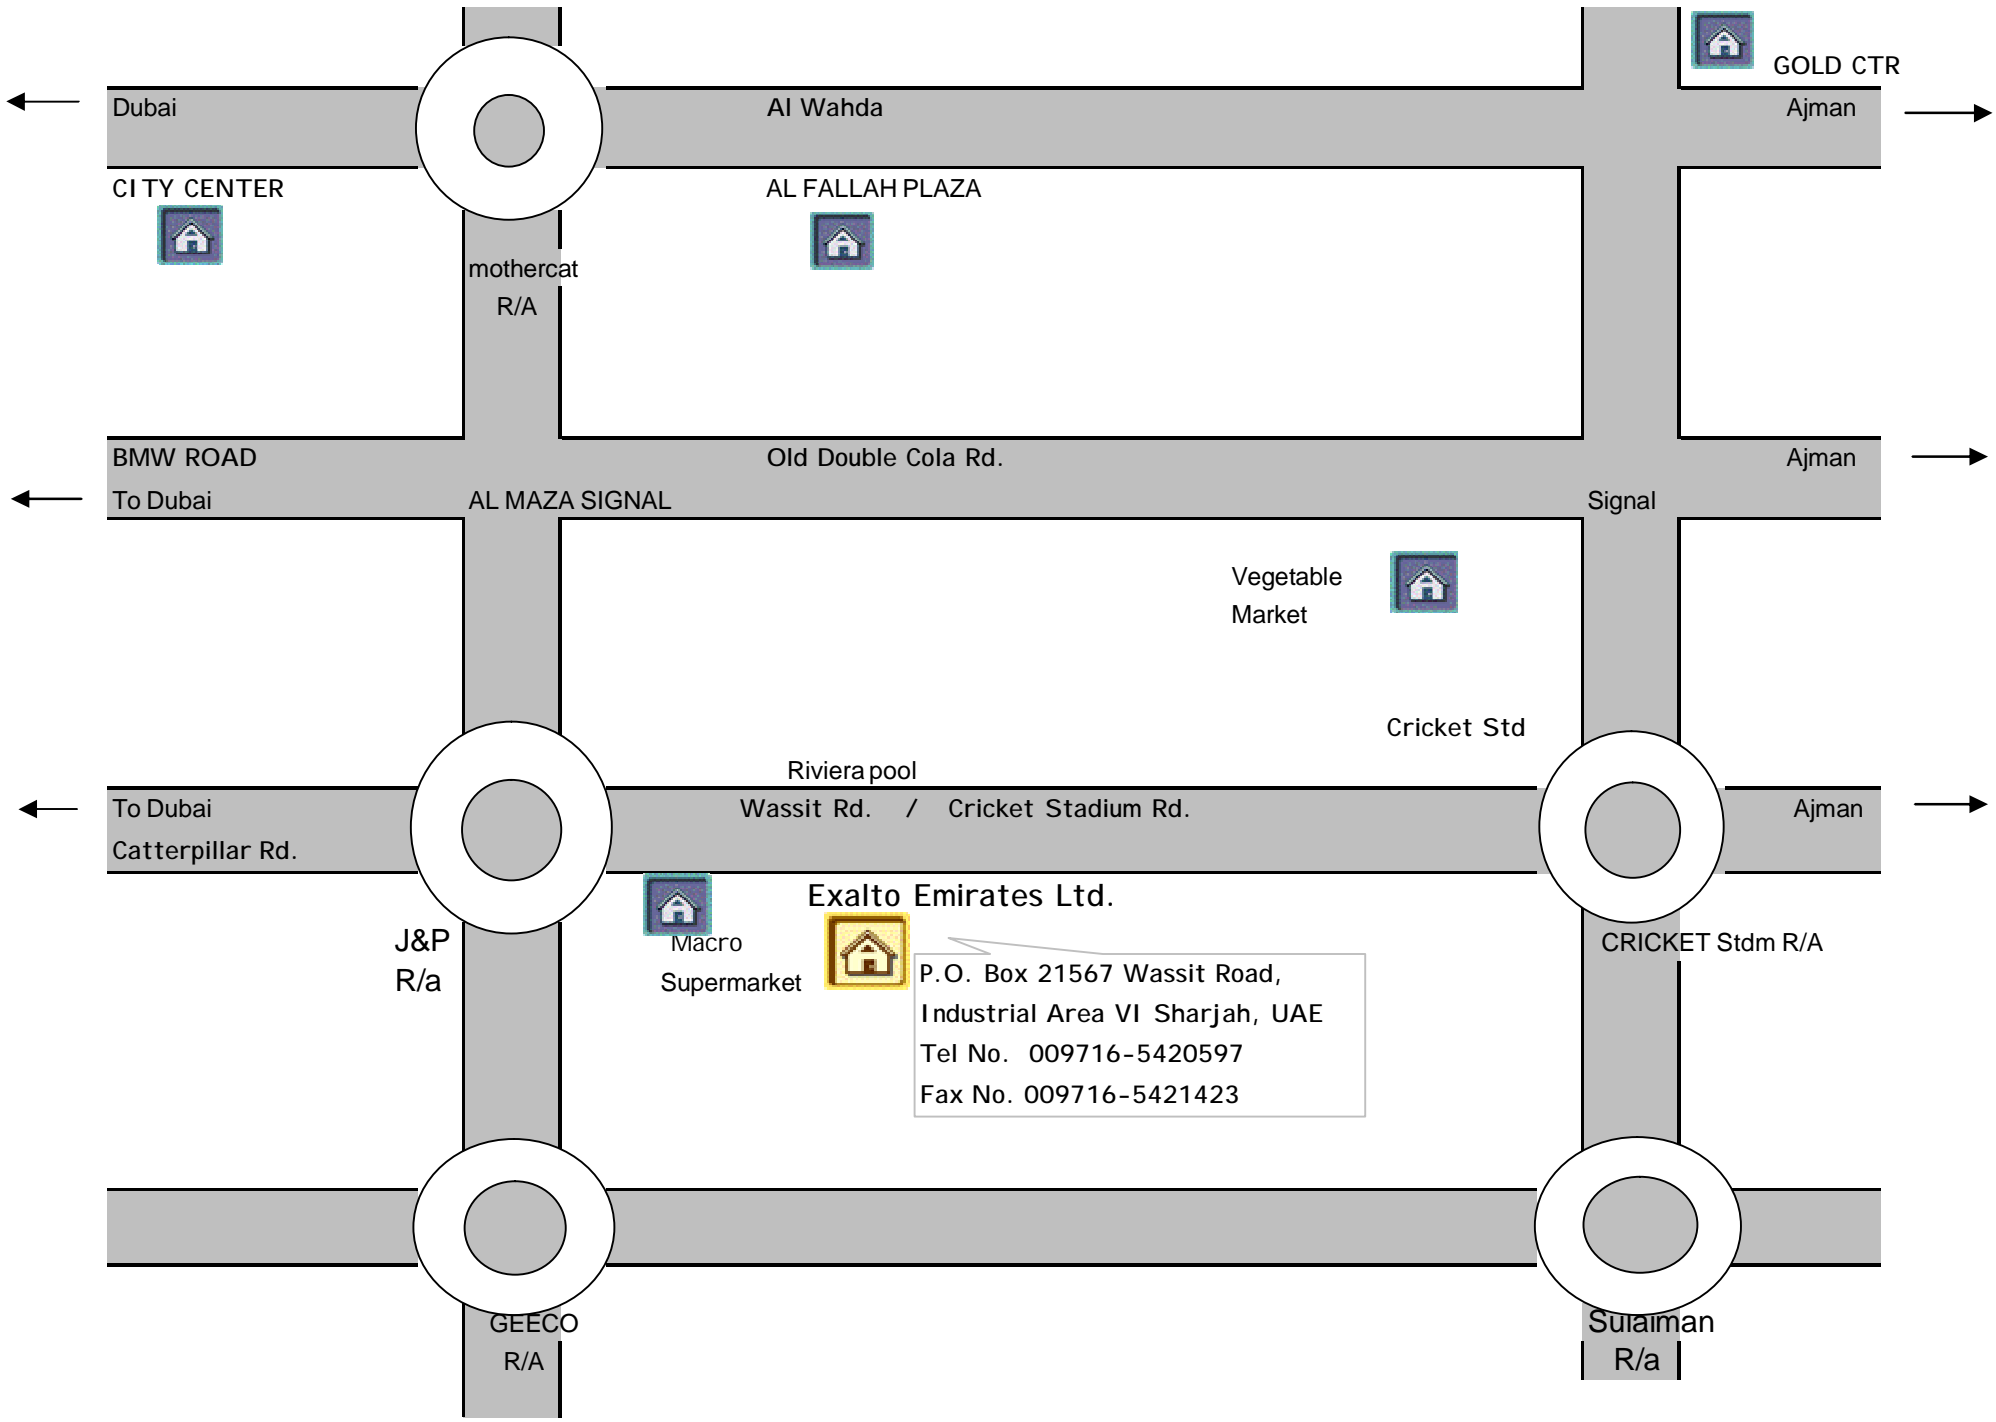 GOLD CTR
Dubai
Al Wahda
Ajman
CITY CENTER
AL FALLAH PLAZA
mothercat
R/A
BMW ROAD
Old Double Cola Rd.
Ajman
To Dubai
AL MAZA SIGNAL
Signal
Vegetable
Market
Cricket Std
Riviera pool
To Dubai
Wassit Rd. / Cricket Stadium Rd.
Ajman
Catterpillar Rd.
Exalto Emirates Ltd.
J&P
R/a
Macro
Supermarket
CRICKET Stdm R/A
P.O. Box 21567 Wassit Road,
Industrial Area VI Sharjah, UAE
Tel No. 009716-5420597
Fax No. 009716-5421423
GEECO
R/A
Sulaiman
R/a